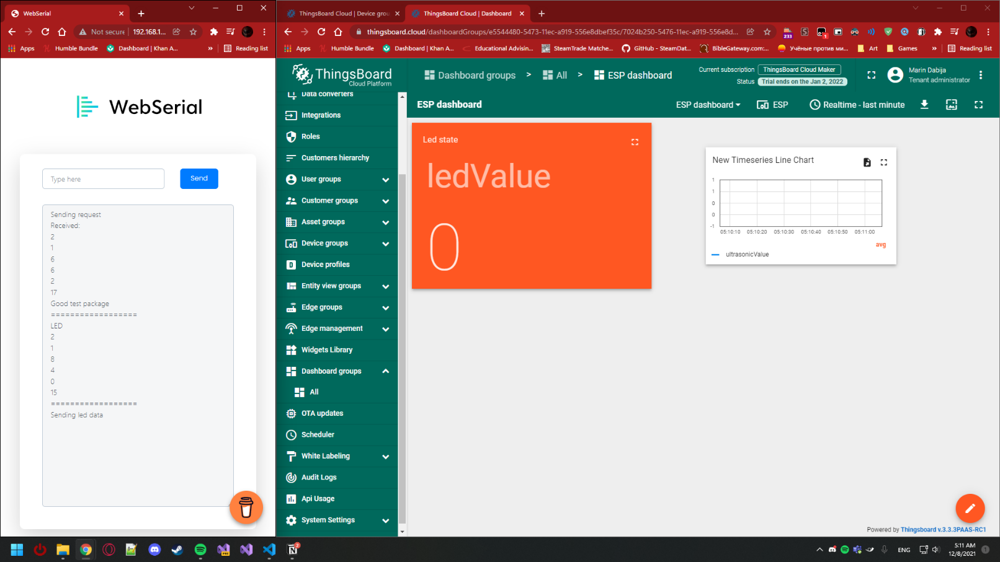 WebSerial
Not secure
192.168.1...
Apps
Humble Bundle
Dashboard | Khan A...
»
Reading list
WebSerial
Type here
Send
Sending request
Received:
2
1
6
6
2
17
Good test package
==================
LED
2
1
8
4
0
15
==================
Sending led data
ThingsBoard Cloud | Device grou
ThingsBoard Cloud | Dashboard
thingsboard.cloud/dashboardGroups/e5544480-5473-11ec-a919-556e8dbef35c/7024b250-5476-11ec-a919-556e8d...
233
1
Apps
Humble Bundle
Dashboard | Khan A...
Educational Advisin...
SteamTrade Matche...
GitHub - SteamDat...
BibleGateway.com:...
Учёные против ми...
Art
Games
»
Reading list
ThingsBoard
Cloud Platform
Dashboard groups > All > ESP dashboard
Current subscription ThingsBoard Cloud Maker
Status Trial ends on the Jan 2, 2022
Marin Dabija
Tenant administrator
Data converters
Integrations
Roles
Customers hierarchy
User groups
Customer groups
Asset groups
Device groups
Device profiles
Entity view groups
Edge groups
Edge management
Widgets Library
Dashboard groups
All
OTA updates
Scheduler
White Labeling
Audit Logs
Api Usage
System Settings
ESP dashboard
ESP dashboard
ESP
Realtime - last minute
Led state
ledValue
0
New Timeseries Line Chart
1
1
0
0
-1
05:10:10 05:10:20 05:10:30 05:10:40 05:10:50 05:11:00
avg
ultrasonicValue
Powered by Thingsboard v.3.3.3PAAS-RC1
PRE
2
ENG
5:11 AM
12/8/2021
1